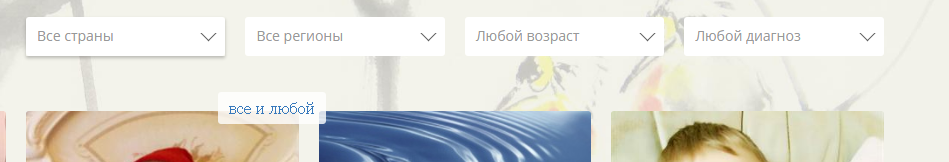 Все страны
Все регионы
Любой возраст
Любой диагноз
все и любой